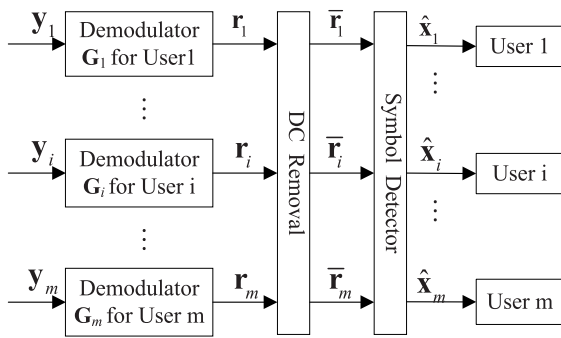 y₁ Demodulator G₁ for User1 r₁ r̅₁ x̂₁ User 1
⋮ ⋮
yᵢ Demodulator Gᵢ for User i rᵢ DC Removal r̅ᵢ Symbol Detector x̂ᵢ User i
⋮ ⋮
yₘ Demodulator Gₘ for User m rₘ r̅ₘ x̂ₘ User m